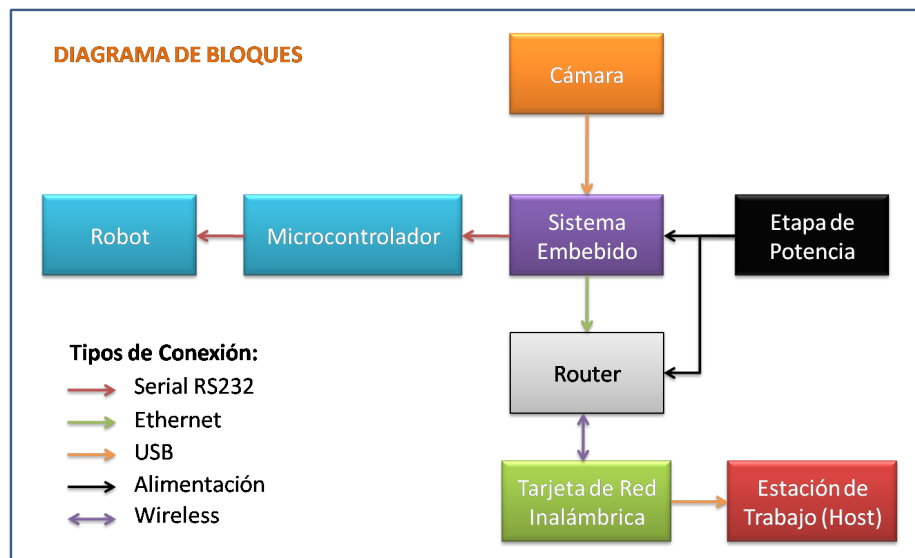 DIAGRAMA DE BLOQUES
Cámara
Robot
Microcontrolador
Sistema
Embebido
Etapa de
Potencia
Tipos de Conexión:
Serial RS232
Ethernet
USB
Alimentación
Wireless
Router
Tarjeta de Red
Inalámbrica
Estación de
Trabajo (Host)